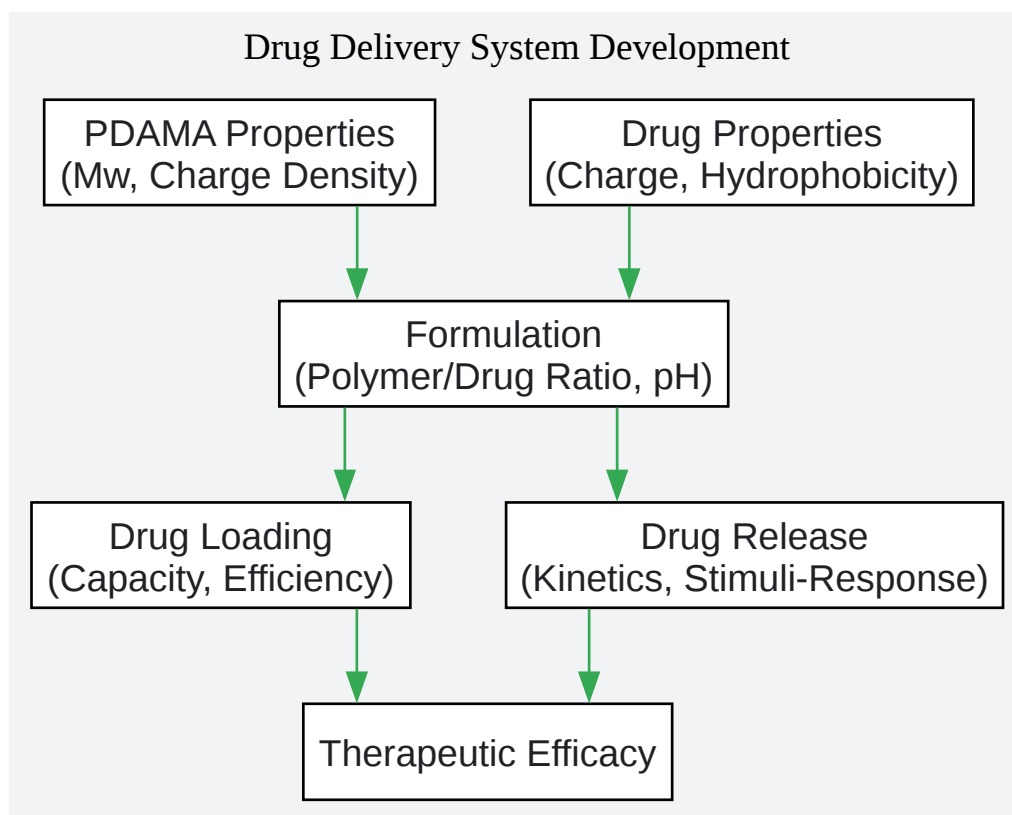 Drug Delivery System Development
PDAMA Properties
(Mw, Charge Density)
Drug Properties
(Charge, Hydrophobicity)
Formulation
(Polymer/Drug Ratio, pH)
Drug Loading
(Capacity, Efficiency)
Drug Release
(Kinetics, Stimuli-Response)
Therapeutic Efficacy